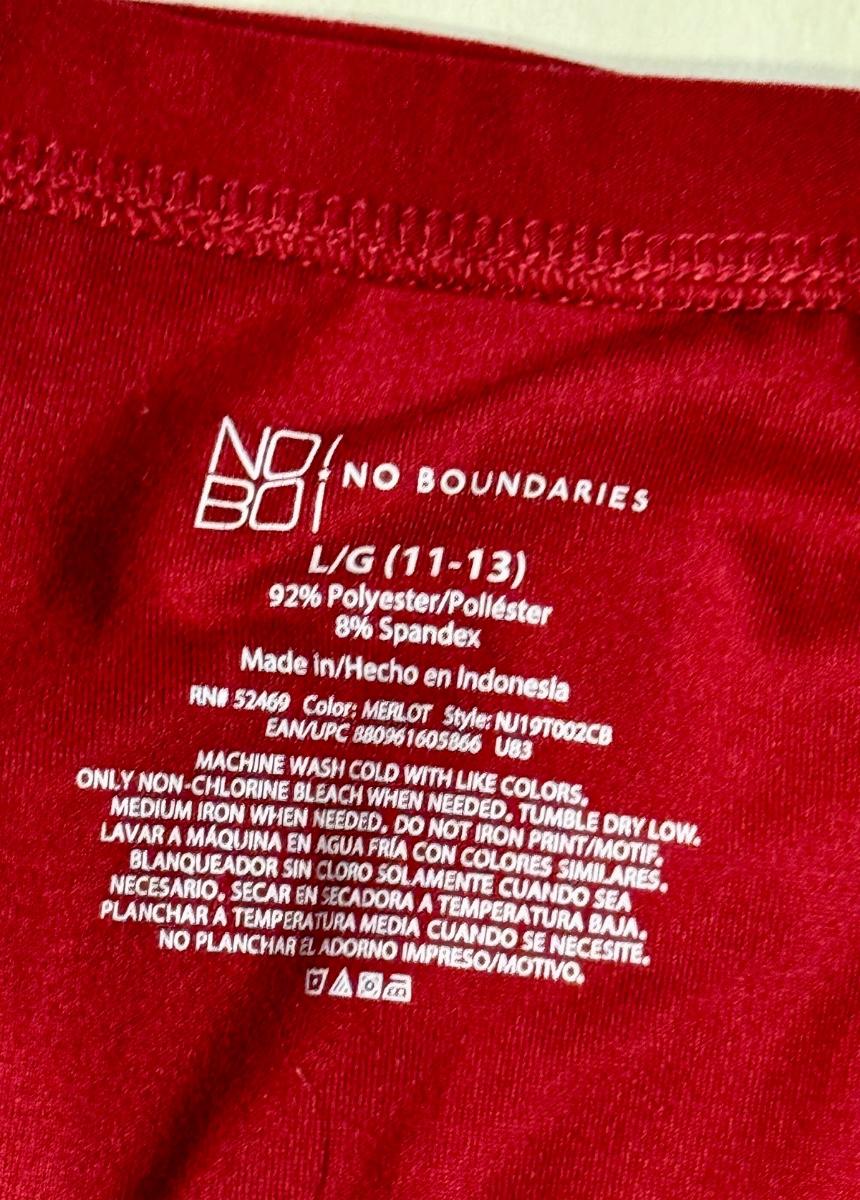 NO
BO
NO BOUNDARIES
L/G (11-13)
92% Polyester/Poliéster
8% Spandex
Made in/Hecho en Indonesia
RN# 52469 Color: MERLOT Style: NJ19T002CB
EAN/UPC 880961605866 U83
MACHINE WASH COLD WITH LIKE COLORS.
ONLY NON-CHLORINE BLEACH WHEN NEEDED. TUMBLE DRY LOW.
MEDIUM IRON WHEN NEEDED. DO NOT IRON PRINT/MOTIF.
LAVAR A MÁQUINA EN AGUA FRÍA CON COLORES SIMILARES.
BLANQUEADOR SIN CLORO SOLAMENTE CUANDO SEA
NECESARIO. SECAR EN SECADORA A TEMPERATURA BAJA.
PLANCHAR A TEMPERATURA MEDIA CUANDO SE NECESITE.
NO PLANCHAR EL ADORNO IMPRESO/MOTIVO.